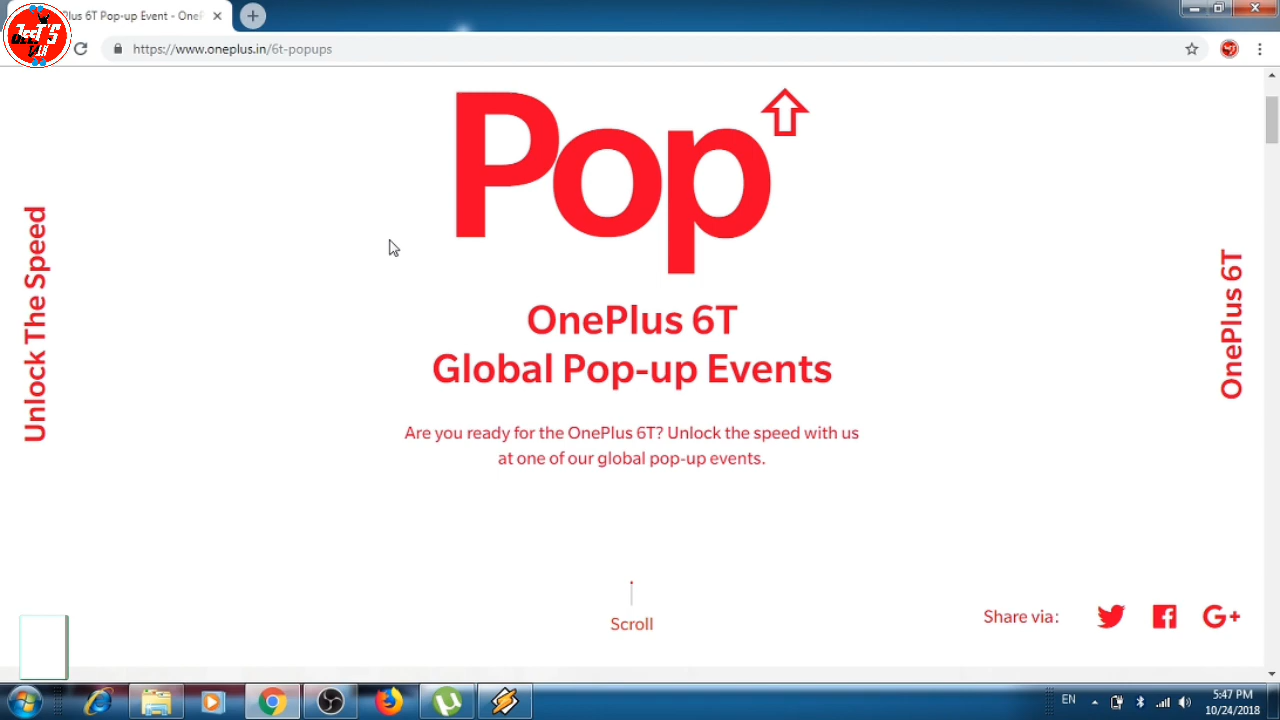 Plus 6T Pop-up Event - OneP
https://www.oneplus.in/6t-popups
Pop
Unlock The Speed
OnePlus 6T
OnePlus 6T
Global Pop-up Events
Are you ready for the OnePlus 6T? Unlock the speed with us
at one of our global pop-up events.
Scroll
Share via:
G+
EN
5:47 PM
10/24/2018